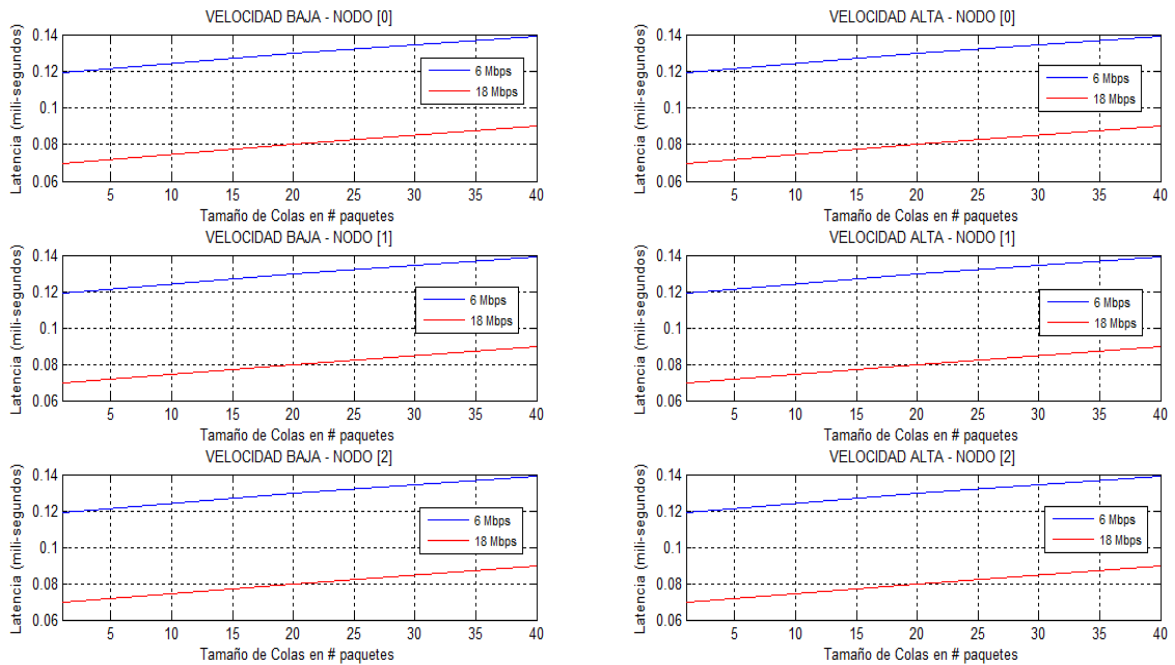 VELOCIDAD BAJA - NODO [0]
0.14
0.12
0.1
0.08
0.06
Latencia (mili-segundos)
6 Mbps
18 Mbps
5 10 15 20 25 30 35 40
Tamaño de Colas en # paquetes
VELOCIDAD ALTA - NODO [0]
0.14
0.12
0.1
0.08
0.06
Latencia (mili-segundos)
6 Mbps
18 Mbps
5 10 15 20 25 30 35 40
Tamaño de Colas en # paquetes
VELOCIDAD BAJA - NODO [1]
0.14
0.12
0.1
0.08
0.06
Latencia (mili-segundos)
6 Mbps
18 Mbps
5 10 15 20 25 30 35 40
Tamaño de Colas en # paquetes
VELOCIDAD ALTA - NODO [1]
0.14
0.12
0.1
0.08
0.06
Latencia (mili-segundos)
6 Mbps
18 Mbps
5 10 15 20 25 30 35 40
Tamaño de Colas en # paquetes
VELOCIDAD BAJA - NODO [2]
0.14
0.12
0.1
0.08
0.06
Latencia (mili-segundos)
6 Mbps
18 Mbps
5 10 15 20 25 30 35 40
Tamaño de Colas en # paquetes
VELOCIDAD ALTA - NODO [2]
0.14
0.12
0.1
0.08
0.06
Latencia (mili-segundos)
6 Mbps
18 Mbps
5 10 15 20 25 30 35 40
Tamaño de Colas en # paquetes